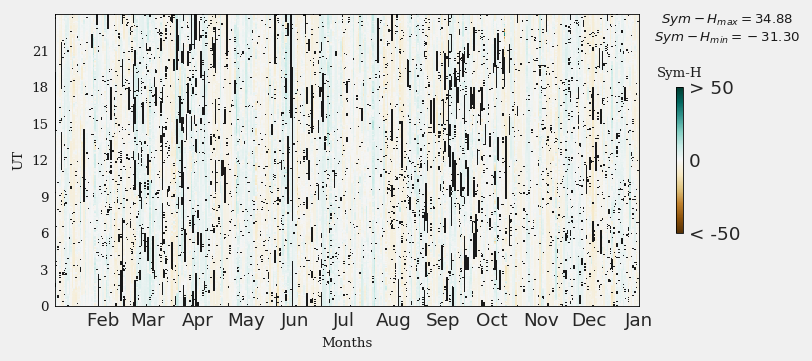 Sym − H_max = 34.88
Sym − H_min = − 31.30
Sym-H
> 50
0
< -50
UT
21
18
15
12
9
6
3
0
Feb Mar Apr May Jun Jul Aug Sep Oct Nov Dec Jan
Months